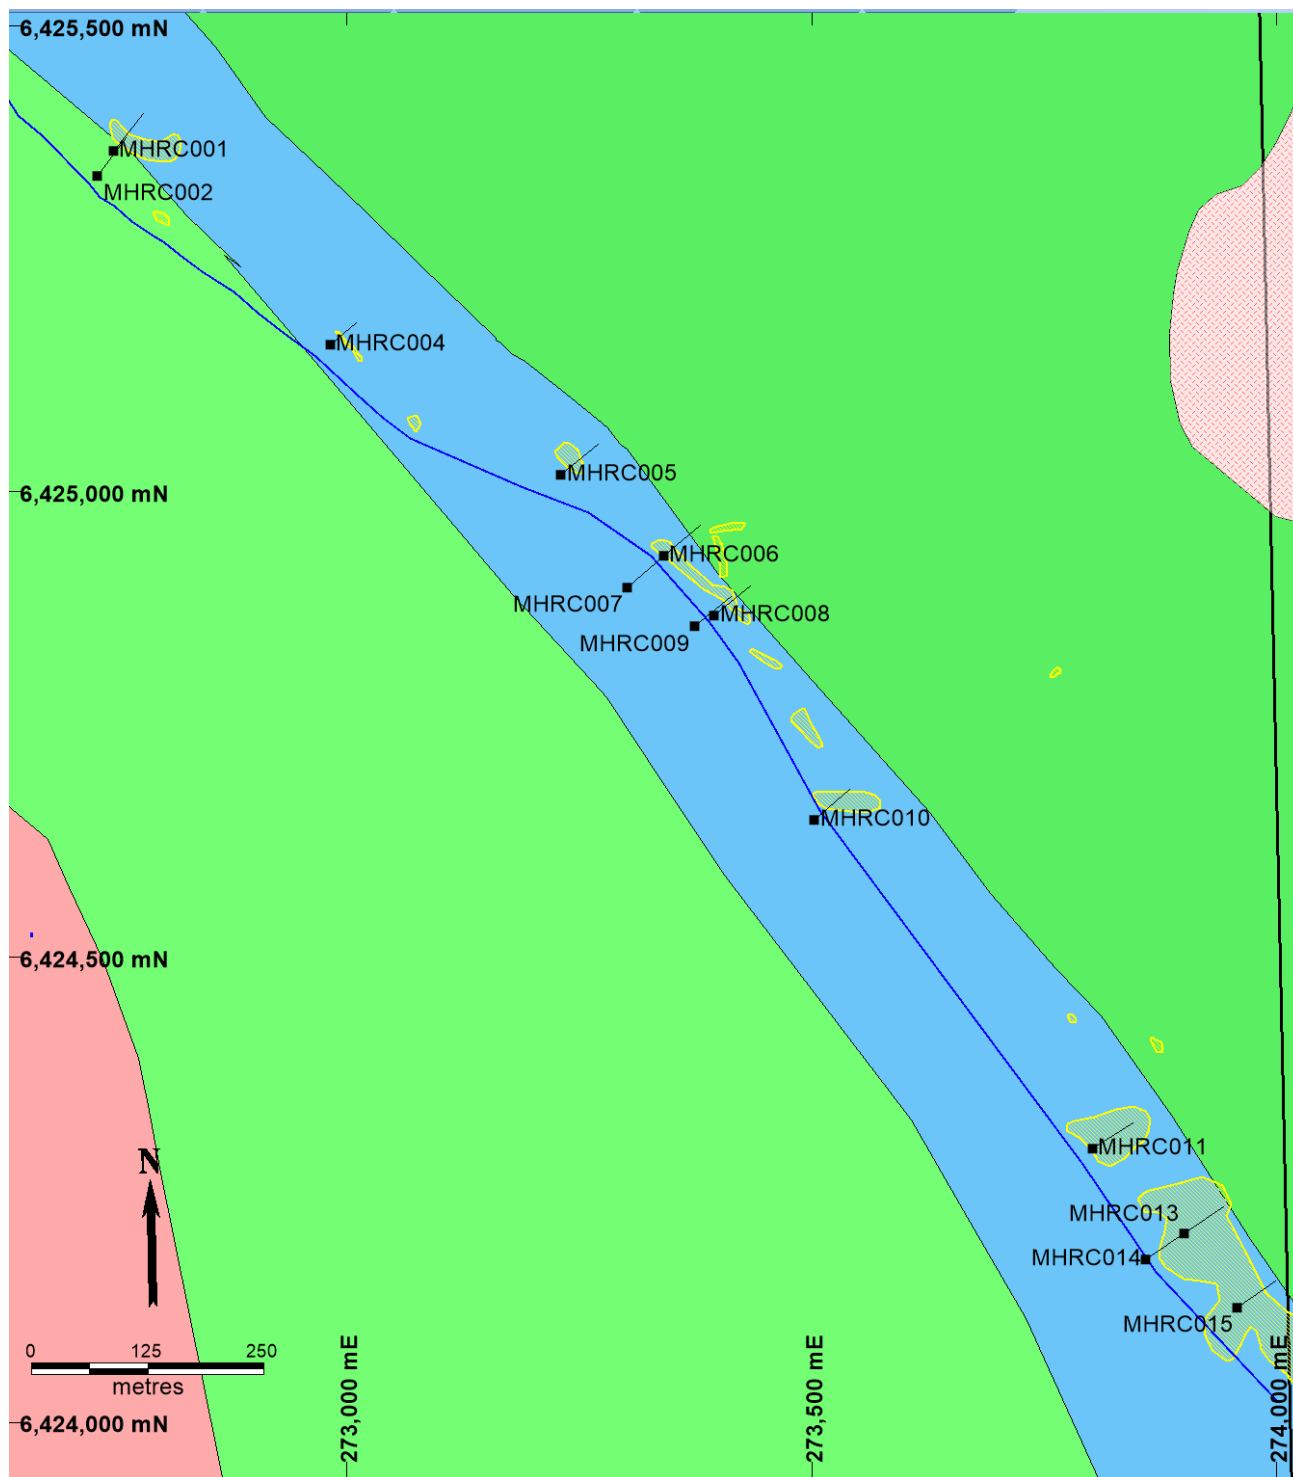 6,425,500 mN
MHRC001
MHRC002
MHRC004
MHRC005
6,425,000 mN
MHRC006
MHRC007
MHRC008
MHRC009
MHRC010
6,424,500 mN
MHRC011
N
MHRC013
MHRC014
MHRC015
0 125 250
metres
273,000 mE
273,500 mE
274,000 mE
6,424,000 mN